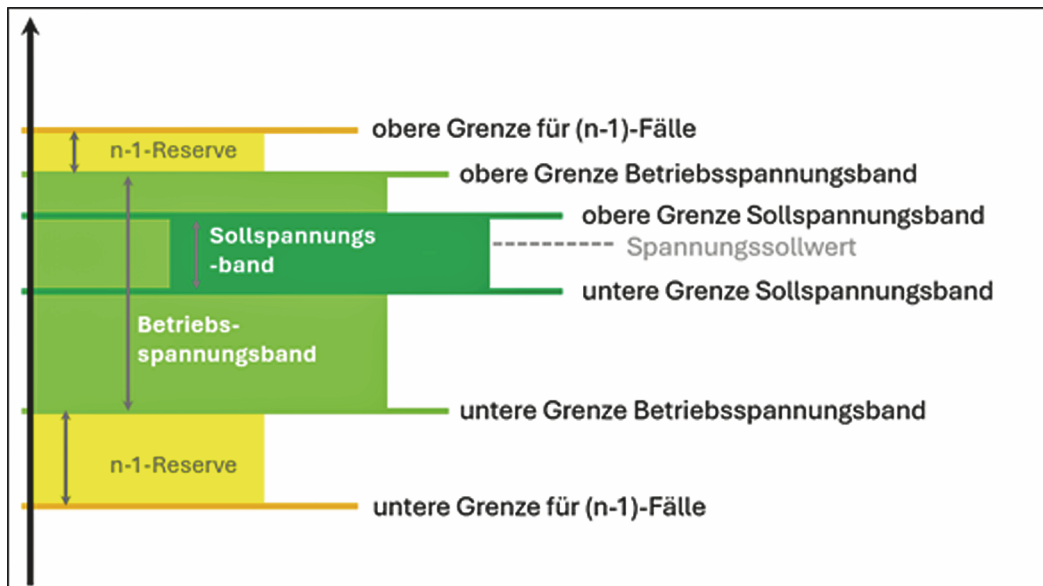 obere Grenze für (n-1)-Fälle
n-1-Reserve
obere Grenze Betriebsspannungsband
obere Grenze Sollspannungsband
Sollspannungs
-band
Spannungssollwert
untere Grenze Sollspannungsband
Betriebs-
spannungsband
untere Grenze Betriebsspannungsband
n-1-Reserve
untere Grenze für (n-1)-Fälle